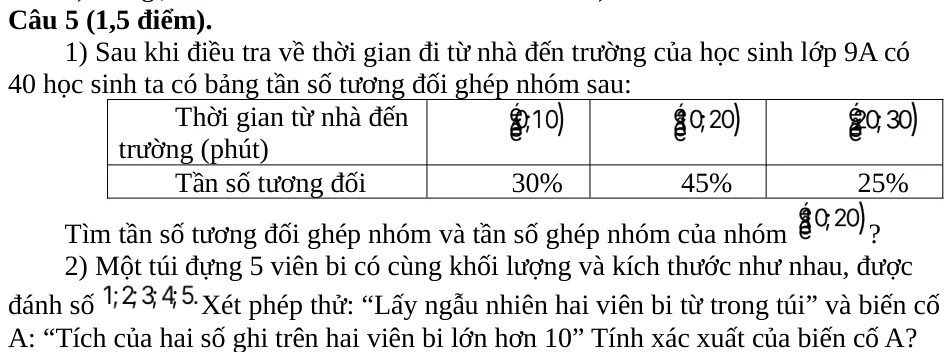 Câu 5 (1,5 điểm).
1) Sau khi điều tra về thời gian đi từ nhà đến trường của học sinh lớp 9A có
40 học sinh ta có bảng tần số tương đối ghép nhóm sau:
Thời gian từ nhà đến 0;10) 0;20) 20;30)
trường (phút)
Tần số tương đối 30% 45% 25%
Tìm tần số tương đối ghép nhóm và tần số ghép nhóm của nhóm 0;20) ?
2) Một túi đựng 5 viên bi có cùng khối lượng và kích thước như nhau, được
đánh số 1;2;3;4;5. Xét phép thử: “Lấy ngẫu nhiên hai viên bi từ trong túi” và biến cố
A: “Tích của hai số ghi trên hai viên bi lớn hơn 10” Tính xác xuất của biến cố A?